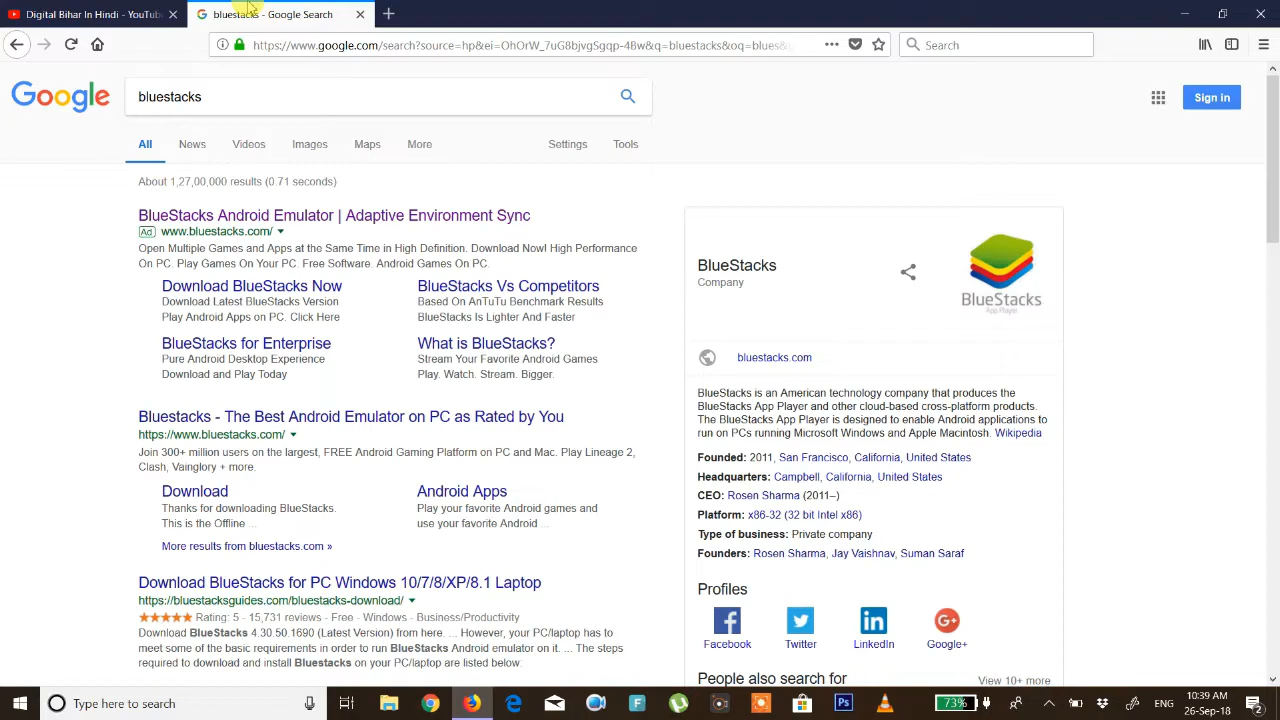 Digital Bihar In Hindi - YouTube
bluestacks - Google Search
https://www.google.com/search?source=hp&ei=OhOrW_7uG8bjvgSgqp-4Bw&q=bluestacks&oq=blues&
Search
Google
bluestacks
Sign in
All News Videos Images Maps More Settings Tools
About 1,27,00,000 results (0.71 seconds)
BlueStacks Android Emulator | Adaptive Environment Sync
Ad www.bluestacks.com/
Open Multiple Games and Apps at the Same Time in High Definition. Download Now! High Performance
On PC. Play Games On Your PC. Free Software. Android Games On PC.
Download BlueStacks Now
Download Latest BlueStacks Version
Play Android Apps on PC. Click Here
BlueStacks Vs Competitors
Based On AnTuTu Benchmark Results
BlueStacks Is Lighter And Faster
BlueStacks for Enterprise
Pure Android Desktop Experience
Download and Play Today
What is BlueStacks?
Stream Your Favorite Android Games
Play. Watch. Stream. Bigger.
Bluestacks - The Best Android Emulator on PC as Rated by You
https://www.bluestacks.com/
Join 300+ million users on the largest, FREE Android Gaming Platform on PC and Mac. Play Lineage 2,
Clash, Vainglory + more.
Download
Thanks for downloading BlueStacks.
This is the Offline ...
Android Apps
Play your favorite Android games and
use your favorite Android ...
More results from bluestacks.com »
Download BlueStacks for PC Windows 10/7/8/XP/8.1 Laptop
https://bluestacksguides.com/bluestacks-download/
Rating: 5 - 15,731 reviews - Free - Windows - Business/Productivity
Download BlueStacks 4.30.50.1690 (Latest Version) from here. ... However, your PC/laptop has to
meet some of the basic requirements in order to run BlueStacks Android emulator on it. ... The steps
required to download and install Bluestacks on your PC/laptop are listed below:
BlueStacks
Company
BlueStacks
App Player
bluestacks.com
BlueStacks is an American technology company that produces the
BlueStacks App Player and other cloud-based cross-platform products.
The BlueStacks App Player is designed to enable Android applications to
run on PCs running Microsoft Windows and Apple Macintosh. Wikipedia
Founded: 2011, San Francisco, California, United States
Headquarters: Campbell, California, United States
CEO: Rosen Sharma (2011–)
Platform: x86-32 (32 bit Intel x86)
Type of business: Private company
Founders: Rosen Sharma, Jay Vaishnav, Suman Saraf
Profiles
Facebook Twitter LinkedIn Google+
People also search for
View 10+ more
Type here to search
73%
ENG
10:39 AM
26-Sep-18
2